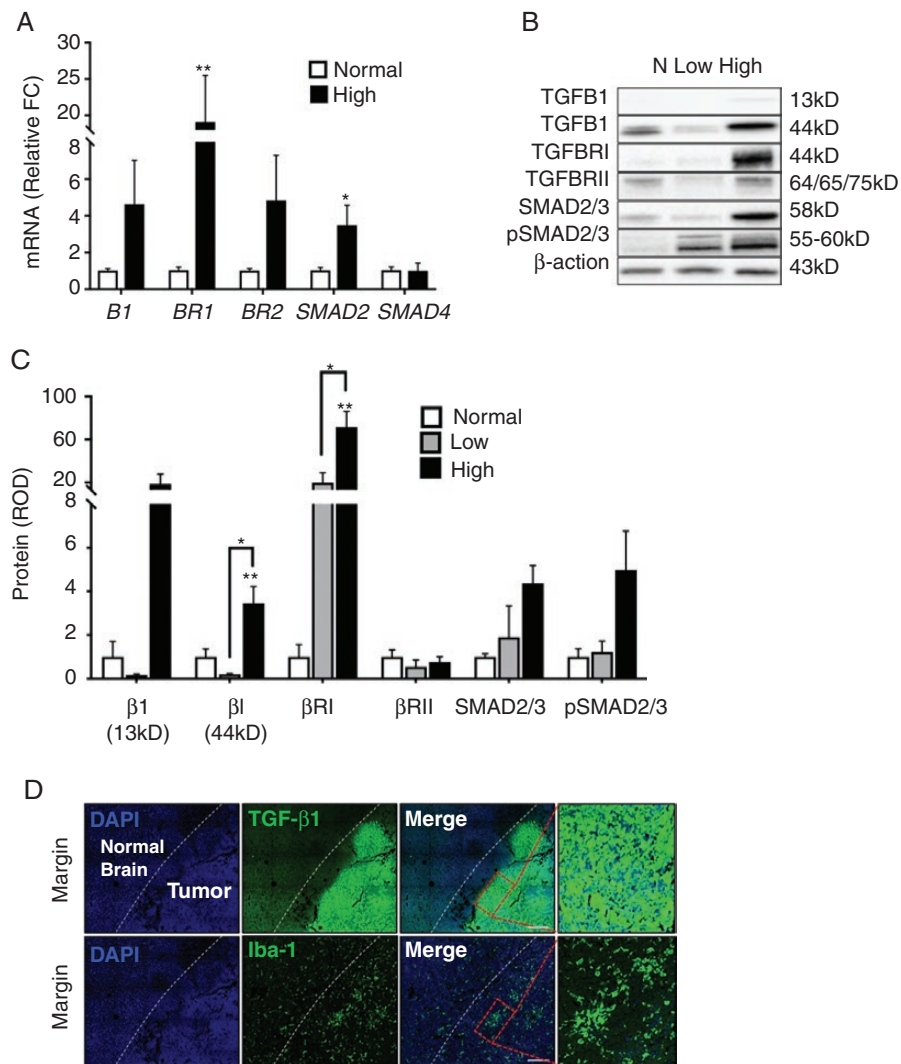 A
mRNA (Relative FC)
30
25
20
8
6
4
2
0
**
*
Normal
High
B1 BR1 BR2 SMAD2 SMAD4
B
N Low High
TGFB1 13kD
TGFB1 44kD
TGFBRI
44kD
TGFBRII 64/65/75kD
SMAD2/3 58kD
pSMAD2/3 55-60kD
β-action 43kD
C
Protein (ROD)
100
60
20
8
6
4
2
0
*
**
*
**
Normal
Low
High
β1 βI βRI βRII SMAD2/3 pSMAD2/3
(13kD) (44kD)
D
Margin
DAPI TGF-β1 Merge
Normal
Brain
Tumor
Margin
DAPI Iba-1 Merge